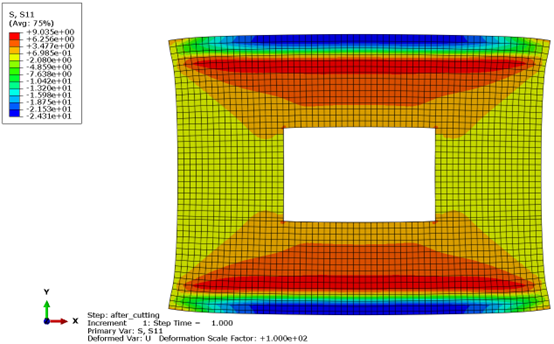 S, S11
(Avg: 75%)
+9.035e+00
+6.256e+00
+3.477e+00
+6.985e-01
-2.080e+00
-4.859e+00
-7.638e+00
-1.042e+01
-1.320e+01
-1.598e+01
-1.875e+01
-2.153e+01
-2.431e+01
Y
X
Step: after_cutting
Increment 1: Step Time = 1.000
Primary Var: S, S11
Deformed Var: U Deformation Scale Factor: +1.000e+02